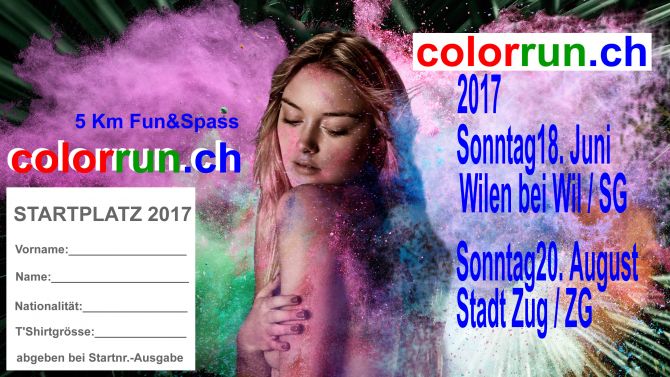 5 Km Fun&Spass
colorrun.ch
STARTPLATZ 2017
Vorname:
Name:
Nationalität:
T'Shirtgrösse:
abgeben bei Startnr.-Ausgabe
colorrun.ch
2017
Sonntag18. Juni
Wilen bei Wil / SG
Sonntag20. August
Stadt Zug / ZG